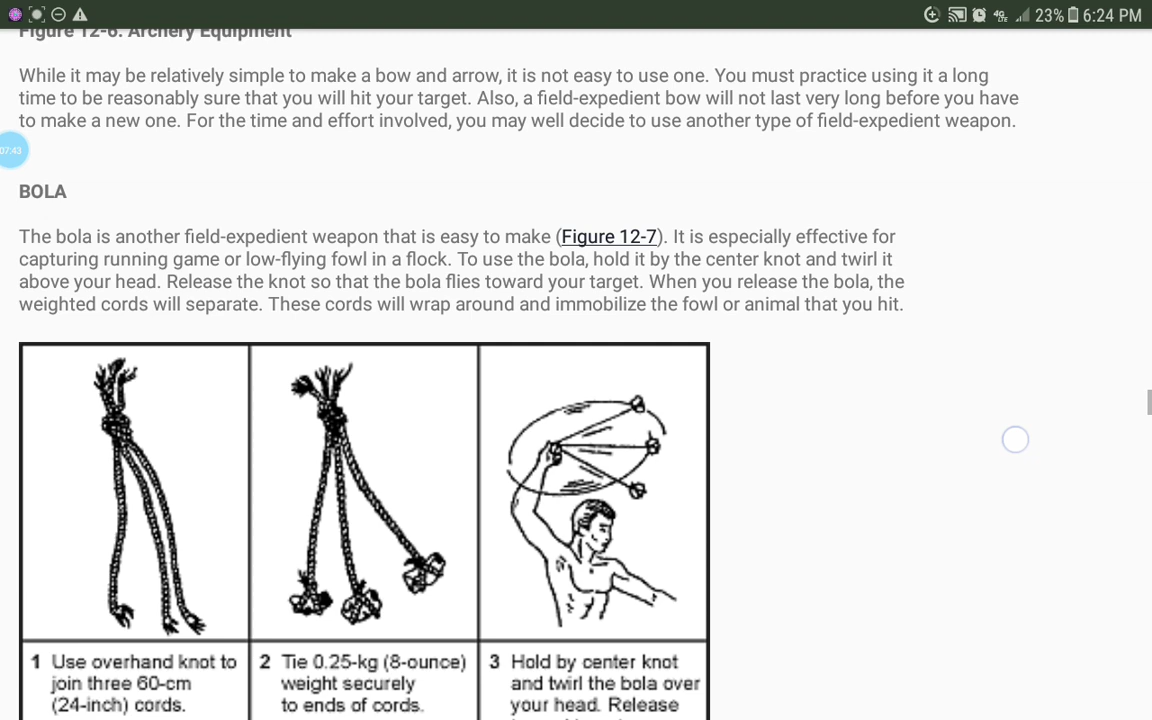 4G
LTE
23% 6:24 PM
Figure 12-6. Archery Equipment
While it may be relatively simple to make a bow and arrow, it is not easy to use one. You must practice using it a long
time to be reasonably sure that you will hit your target. Also, a field-expedient bow will not last very long before you have
to make a new one. For the time and effort involved, you may well decide to use another type of field-expedient weapon.
07:43
BOLA
The bola is another field-expedient weapon that is easy to make (Figure 12-7). It is especially effective for
capturing running game or low-flying fowl in a flock. To use the bola, hold it by the center knot and twirl it
above your head. Release the knot so that the bola flies toward your target. When you release the bola, the
weighted cords will separate. These cords will wrap around and immobilize the fowl or animal that you hit.
1 Use overhand knot to
join three 60-cm
(24-inch) cords.
2 Tie 0.25-kg (8-ounce)
weight securely
to ends of cords.
3 Hold by center knot
and twirl the bola over
your head. Release